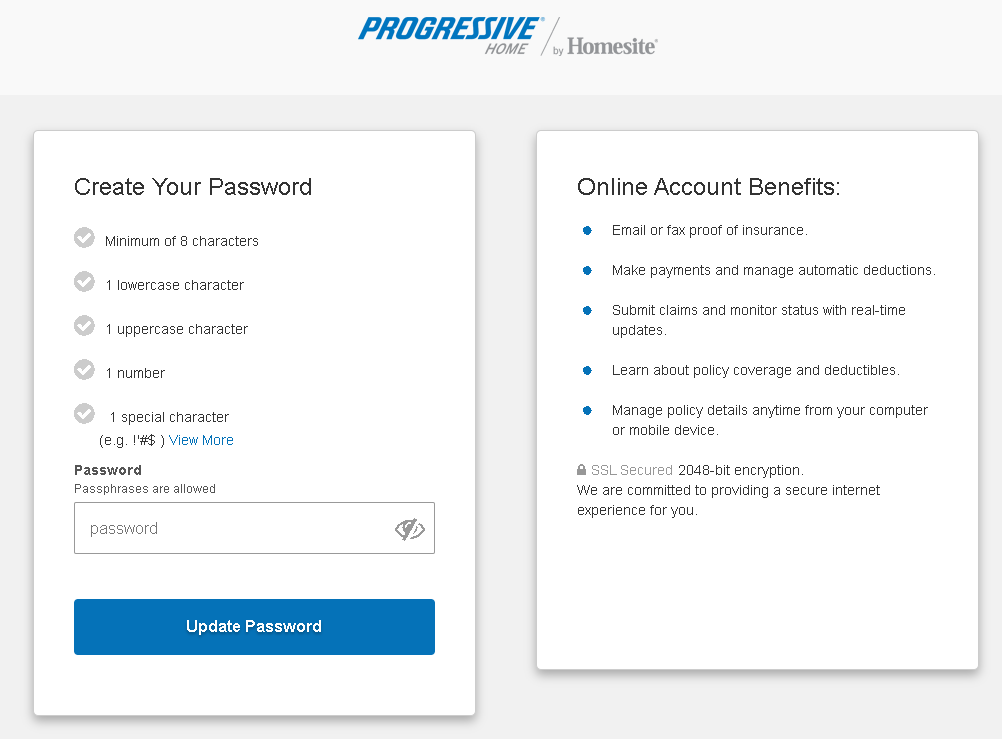 PROGRESSIVE®
HOME
by Homesite®
Create Your Password
Minimum of 8 characters
1 lowercase character
1 uppercase character
1 number
1 special character
(e.g. !'#$ ) View More
Password
Passphrases are allowed
password
Update Password
Online Account Benefits:
Email or fax proof of insurance.
Make payments and manage automatic deductions.
Submit claims and monitor status with real-time
updates.
Learn about policy coverage and deductibles.
Manage policy details anytime from your computer
or mobile device.
SSL Secured 2048-bit encryption.
We are committed to providing a secure internet
experience for you.